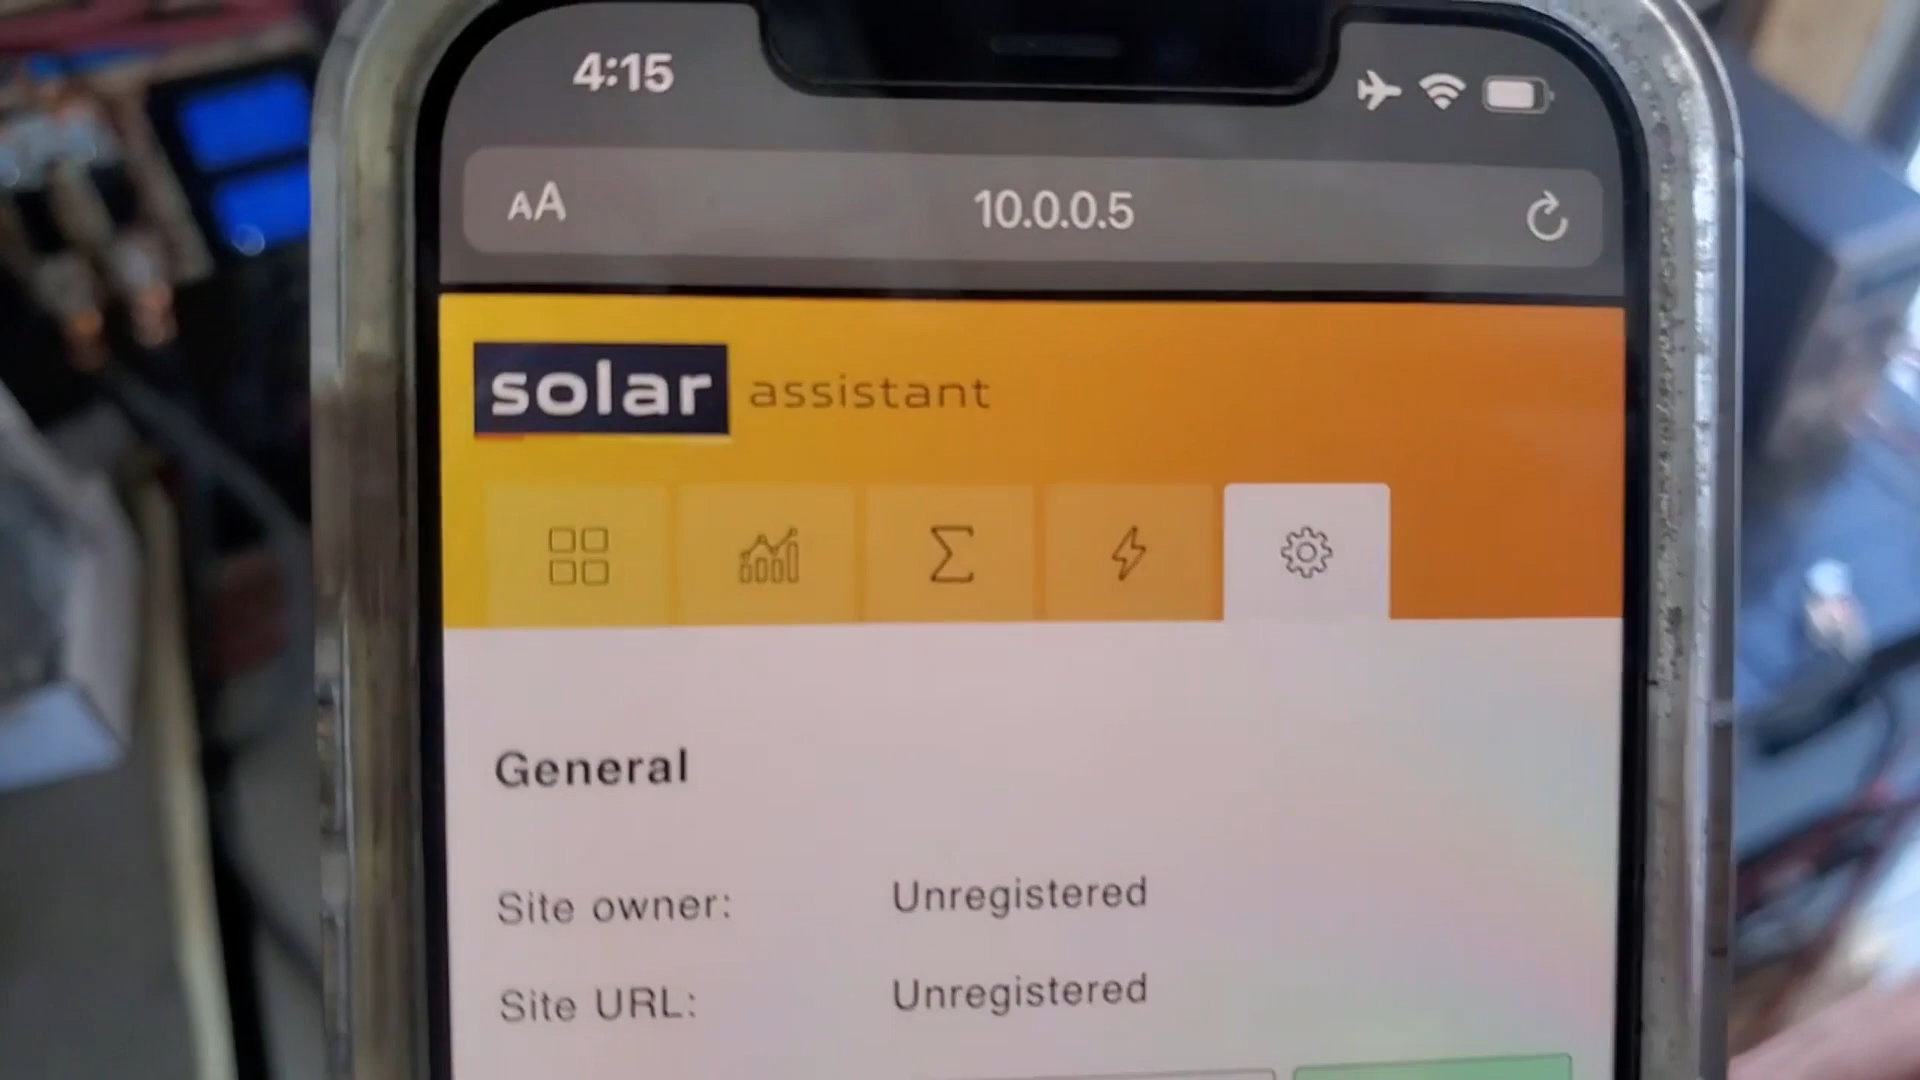 4:15
AA 10.0.0.5
solar assistant
General
Site owner: Unregistered
Site URL: Unregistered